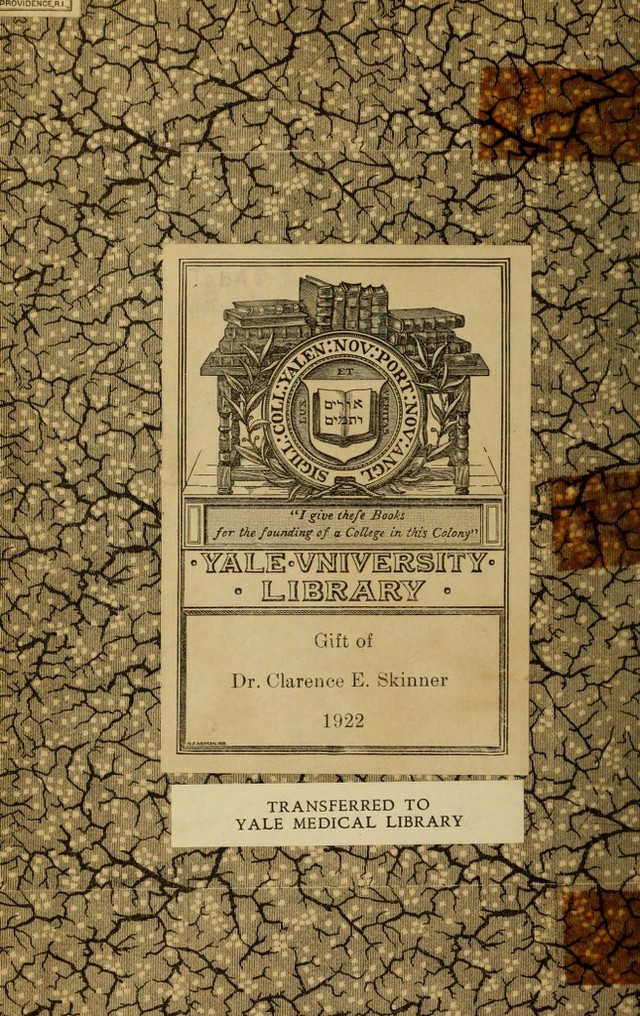 PROVIDENCE, R.I.
SIGILL:COLL:YALEN:NOV:PORT:NOV:ANGL
ET
LUX
VERITAS
אורים
ותמים
"I give theſe Books
for the founding of a College in this Colony"
·YALE·VNIVERSITY·
· LIBRARY ·
Gift of
Dr. Clarence E. Skinner
1922
TRANSFERRED TO
YALE MEDICAL LIBRARY